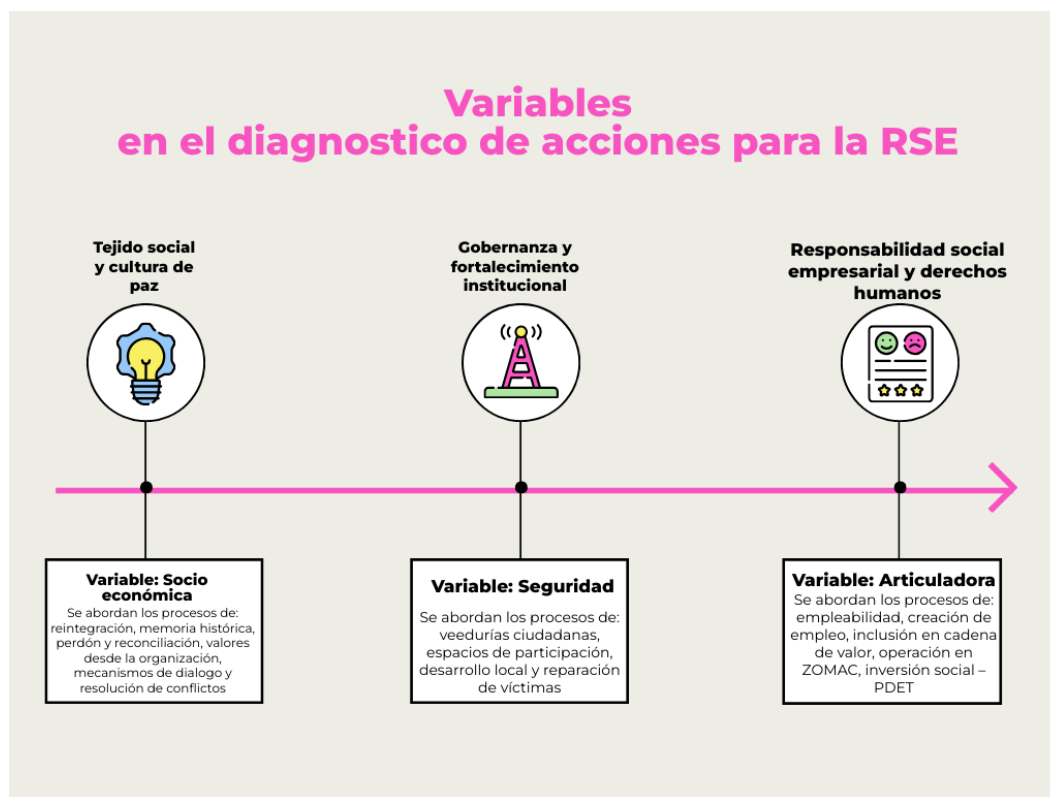 Variables
en el diagnostico de acciones para la RSE
Tejido social
y cultura de
paz
Gobernanza y
fortalecimiento
institucional
Responsabilidad social
empresarial y derechos
humanos
Variable: Socio
económica
Se abordan los procesos de:
reintegración, memoria histórica,
perdón y reconciliación, valores
desde la organización,
mecanismos de dialogo y
resolución de conflictos
Variable: Seguridad
Se abordan los procesos de:
veedurías ciudadanas,
espacios de participación,
desarrollo local y reparación
de víctimas
Variable: Articuladora
Se abordan los procesos de:
empleabilidad, creación de
empleo, inclusión en cadena
de valor, operación en
ZOMAC, inversión social –
PDET